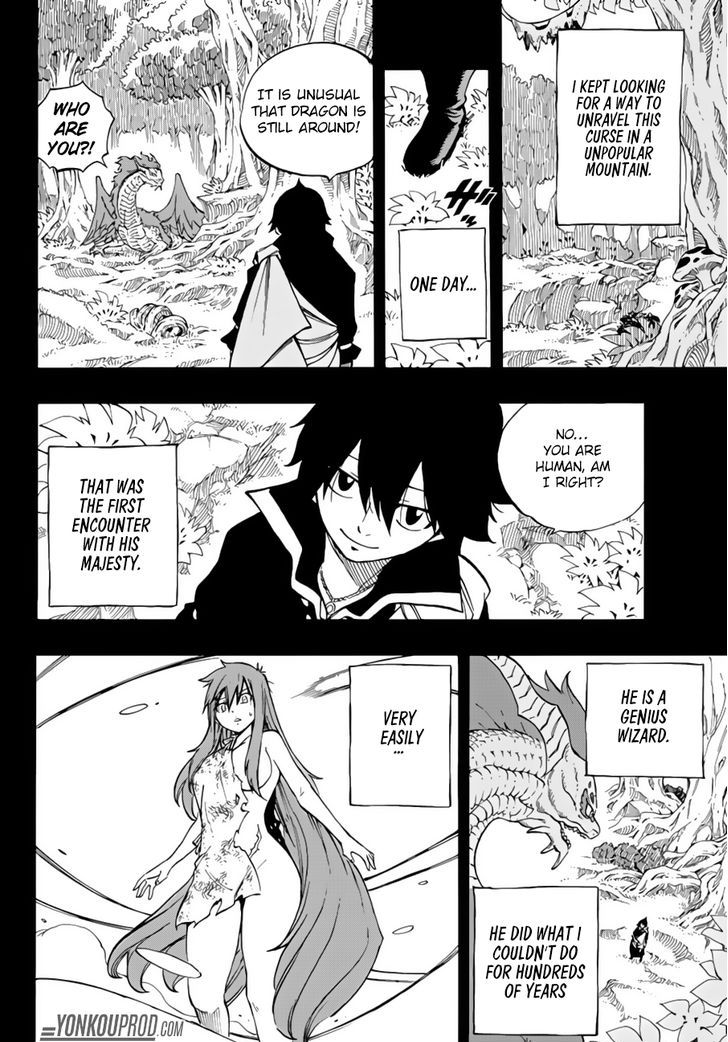 I KEPT LOOKING
FOR A WAY TO
UNRAVEL THIS
CURSE IN A
UNPOPULAR
MOUNTAIN.
ONE DAY...
IT IS UNUSUAL
THAT DRAGON IS
STILL AROUND!
WHO
ARE
YOU?!
NO...
YOU ARE
HUMAN, AM
I RIGHT?
THAT WAS
THE FIRST
ENCOUNTER
WITH HIS
MAJESTY.
HE IS A
GENIUS
WIZARD.
HE DID WHAT I
COULDN'T DO
FOR HUNDREDS
OF YEARS
VERY
EASILY
...
YONKOUPROD.COM